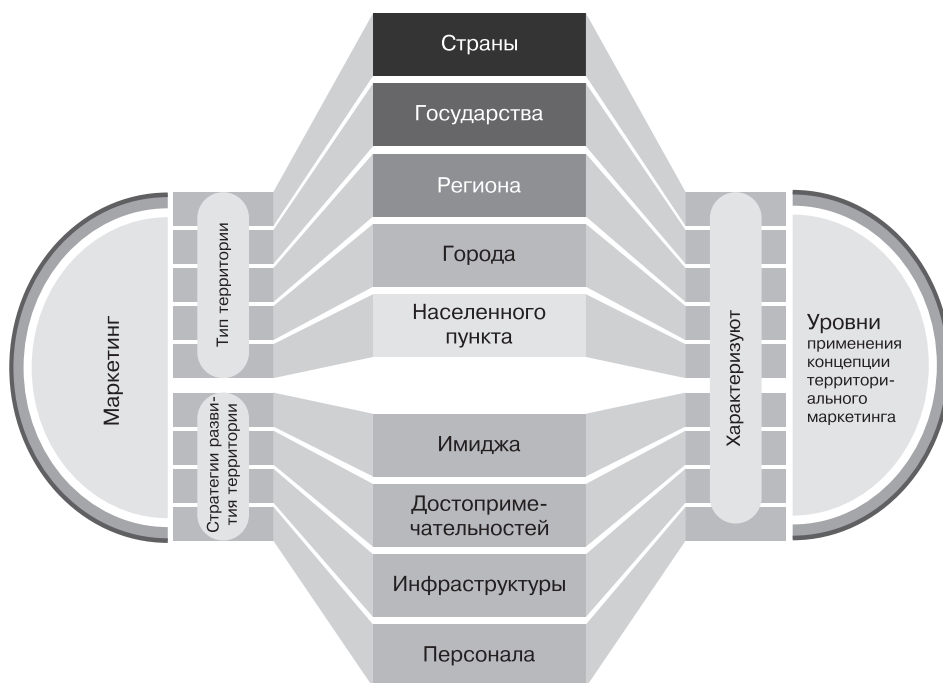 Маркетинг
Тип территории
Стратегии разви-
тия территории
Страны
Государства
Региона
Города
Населенного
пункта
Имиджа
Достоприме-
чательностей
Инфраструктуры
Персонала
Характеризуют
Уровни
применения
концепции
территори-
ального
маркетинга